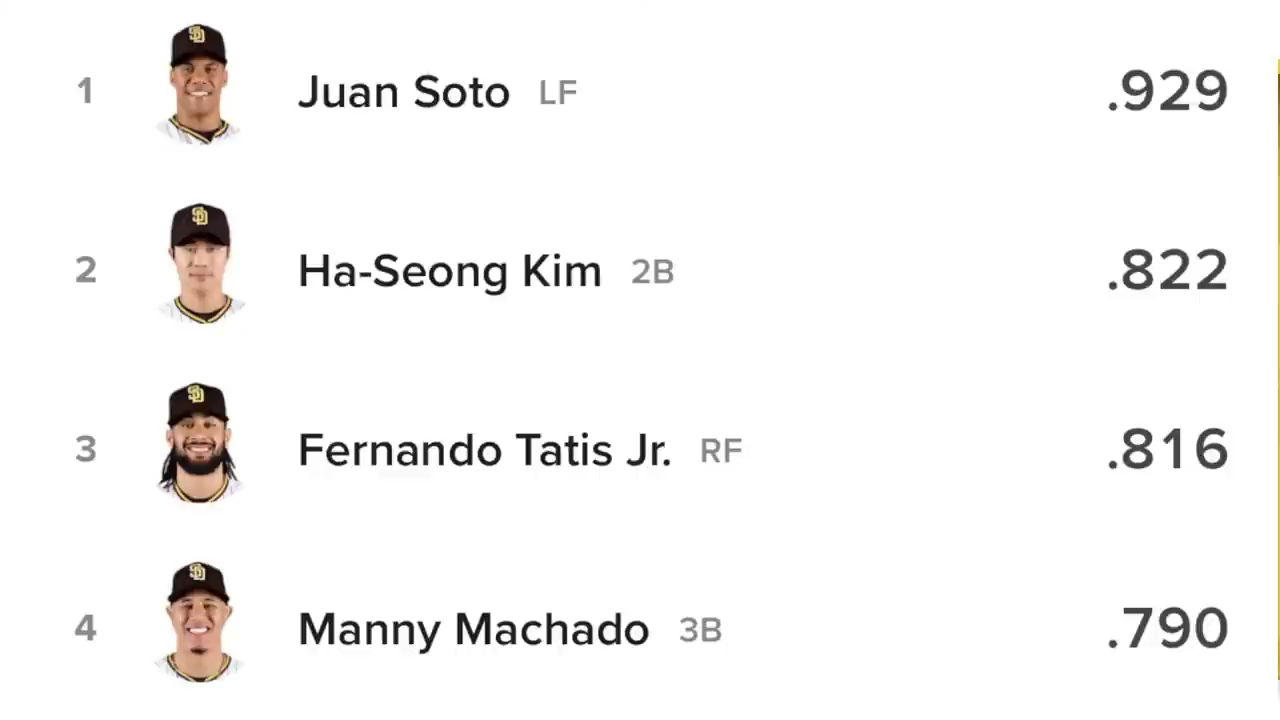 1 Juan Soto LF .929
2 Ha-Seong Kim 2B .822
3 Fernando Tatis Jr. RF .816
4 Manny Machado 3B .790